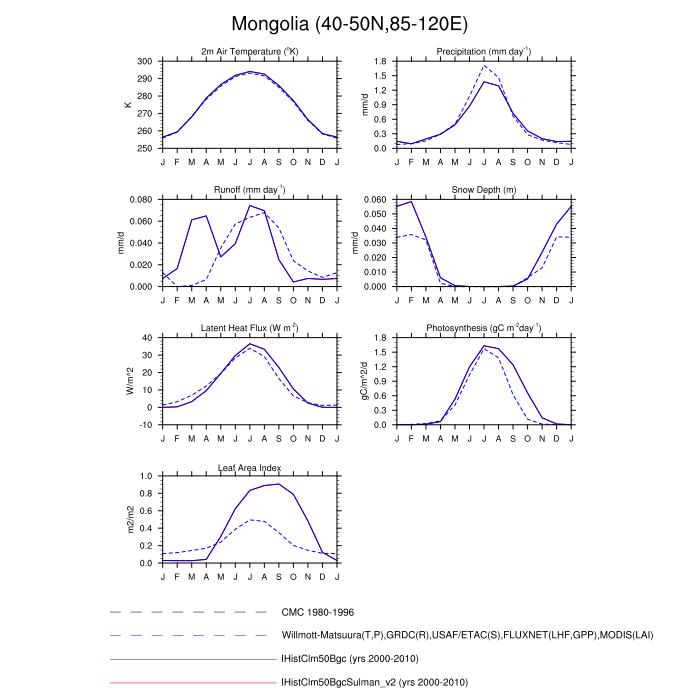 Mongolia (40-50N,85-120E)
2m Air Temperature (°K)
K
300
290
280
270
260
250
J F M A M J J A S O N D J
Precipitation (mm day⁻¹)
mm/d
1.8
1.5
1.2
0.9
0.6
0.3
0.0
J F M A M J J A S O N D J
Runoff (mm day⁻¹)
mm/d
0.080
0.060
0.040
0.020
0.000
J F M A M J J A S O N D J
Snow Depth (m)
mm/d
0.060
0.050
0.040
0.030
0.020
0.010
0.000
J F M A M J J A S O N D J
Latent Heat Flux (W m⁻²)
W/m^2
40
30
20
10
0
-10
J F M A M J J A S O N D J
Photosynthesis (gC m⁻²day⁻¹)
gC/m^2/d
1.8
1.5
1.2
0.9
0.6
0.3
0.0
J F M A M J J A S O N D J
Leaf Area Index
m2/m2
1.0
0.8
0.6
0.4
0.2
0.0
J F M A M J J A S O N D J
CMC 1980-1996
Willmott-Matsuura(T,P),GRDC(R),USAF/ETAC(S),FLUXNET(LHF,GPP),MODIS(LAI)
IHistClm50Bgc (yrs 2000-2010)
IHistClm50BgcSulman_v2 (yrs 2000-2010)